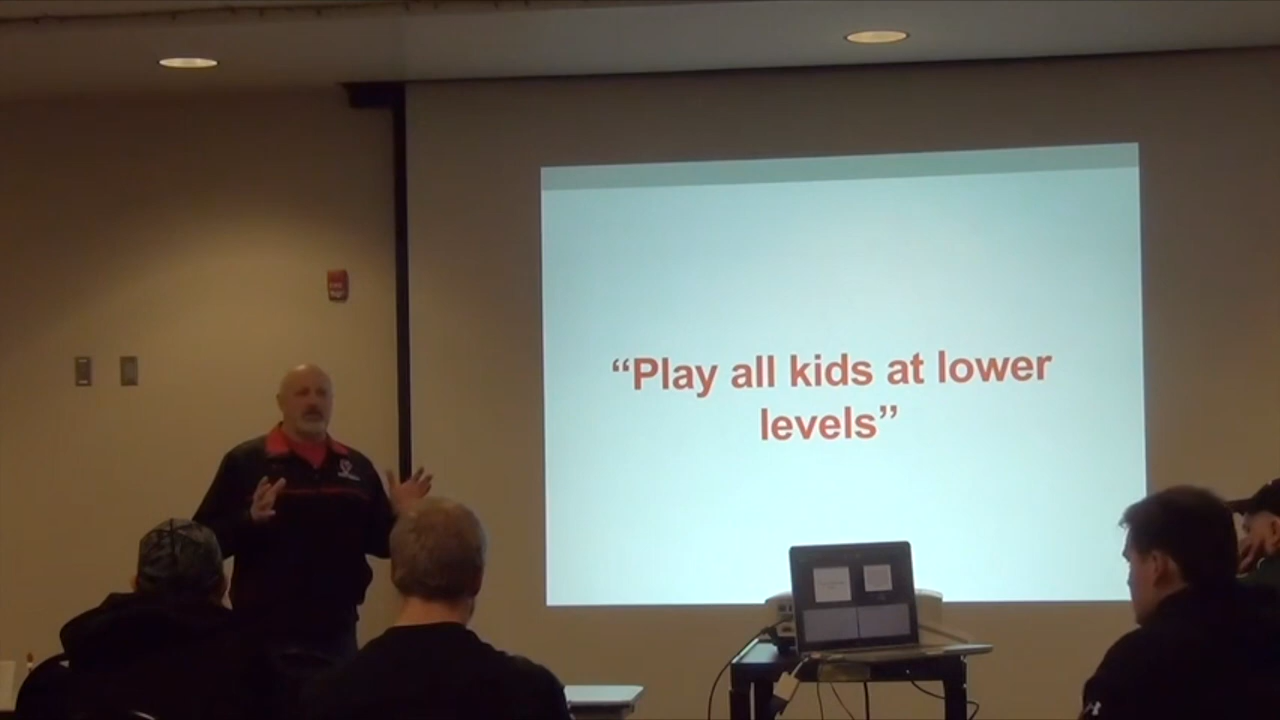 “Play all kids at lower
levels”